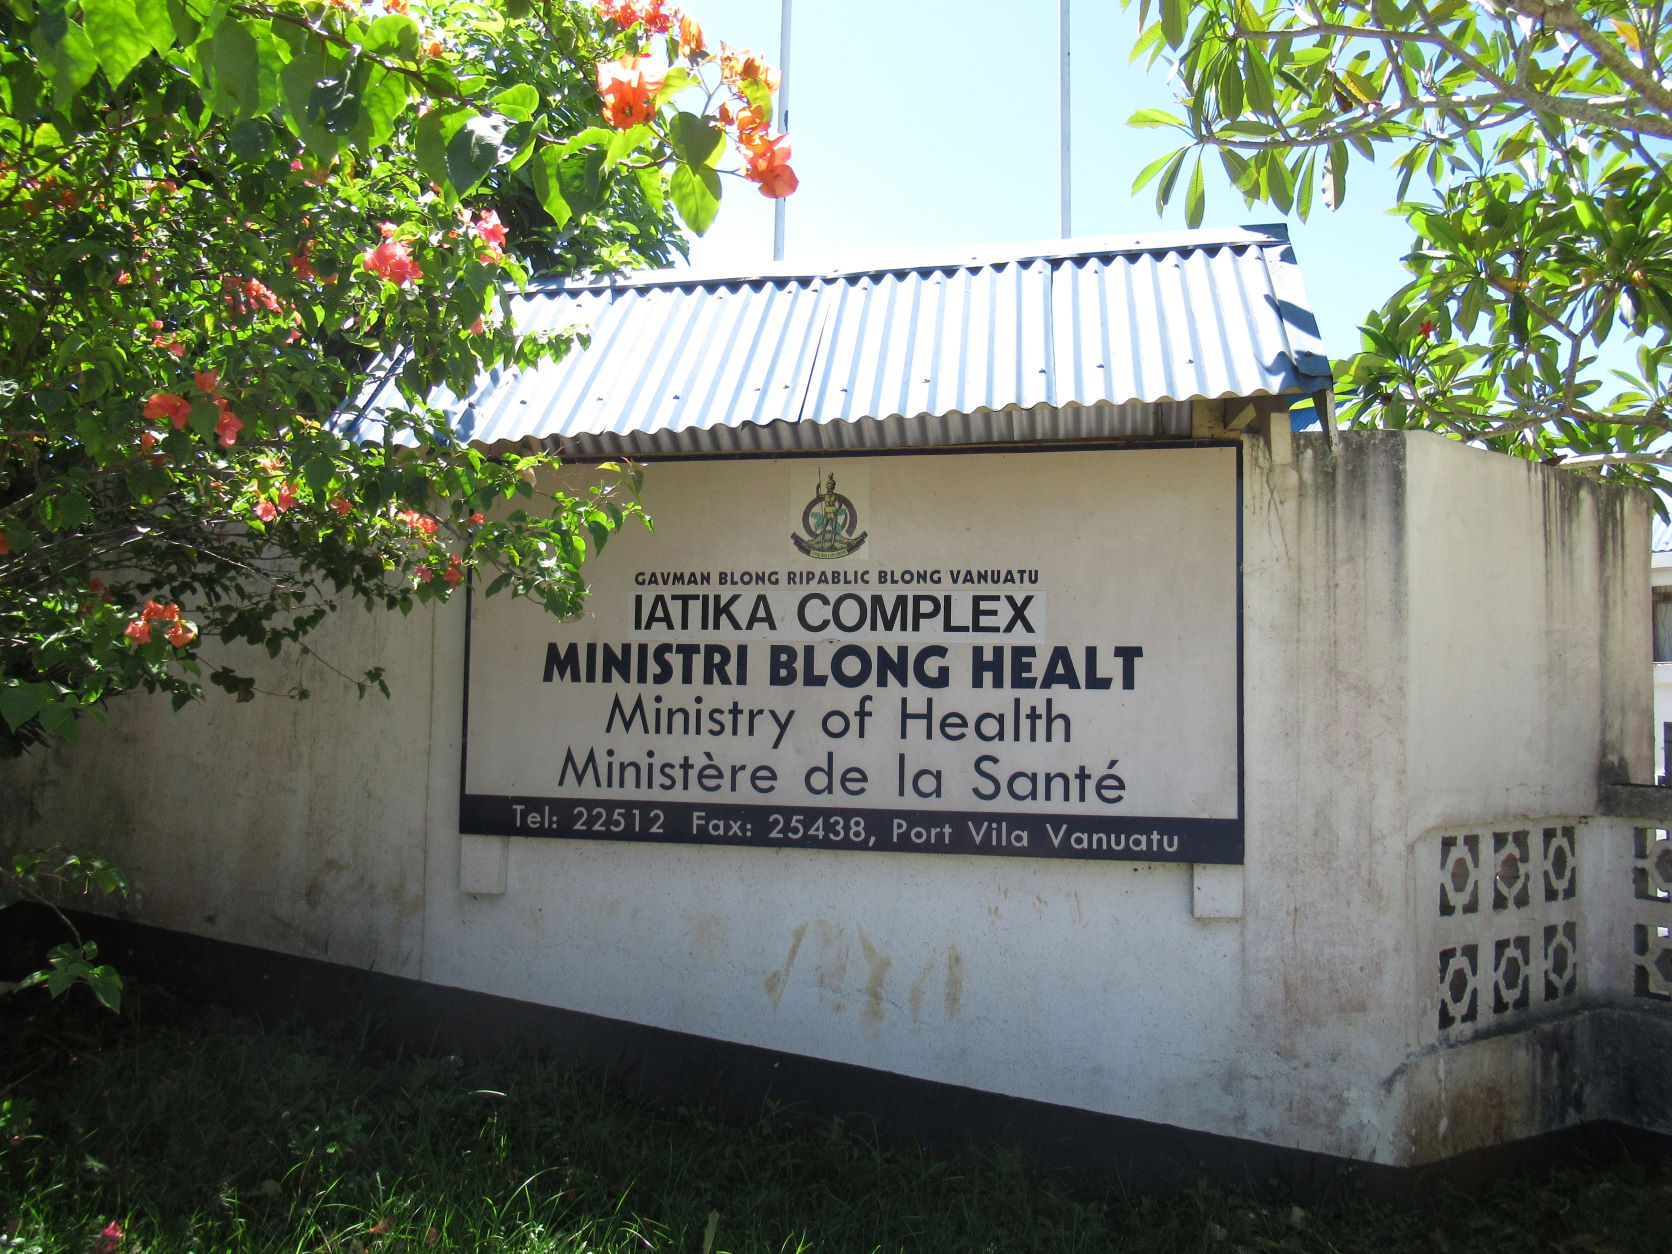 GAVMAN BLONG RIPABLIC BLONG VANUATU
IATIKA COMPLEX
MINISTRI BLONG HEALT
Ministry of Health
Ministère de la Santé
Tel: 22512 Fax: 25438, Port Vila Vanuatu